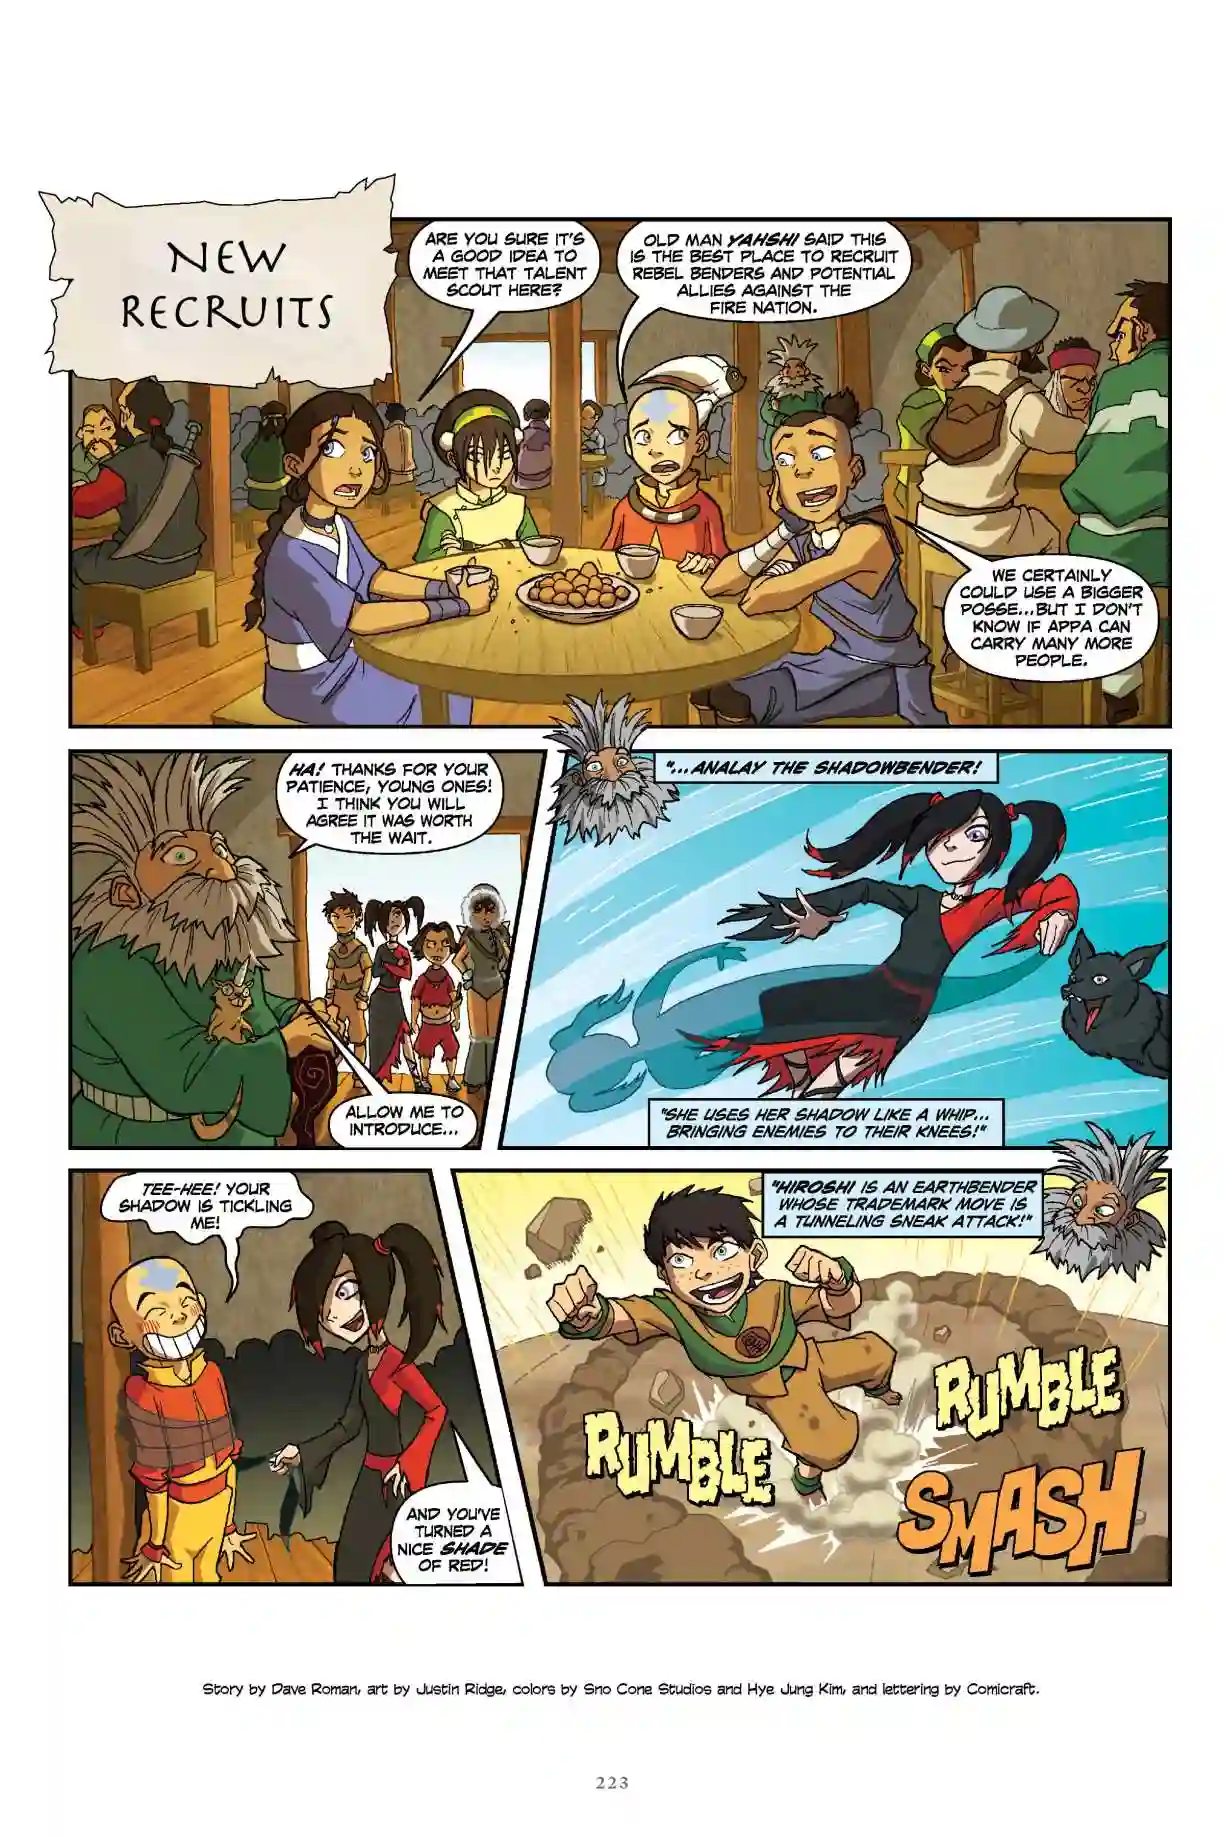 NEW
RECRUITS
ARE YOU SURE IT'S
A GOOD IDEA TO
MEET THAT TALENT
SCOUT HERE?
OLD MAN YAHSHI SAID THIS
IS THE BEST PLACE TO RECRUIT
REBEL BENDERS AND POTENTIAL
ALLIES AGAINST THE
FIRE NATION.
WE CERTAINLY
COULD USE A BIGGER
POSSE...BUT I DON'T
KNOW IF APPA CAN
CARRY MANY MORE
PEOPLE.
HA! THANKS FOR YOUR
PATIENCE, YOUNG ONES!
I THINK YOU WILL
AGREE IT WAS WORTH
THE WAIT.
ALLOW ME TO
INTRODUCE...
"...ANALAY THE SHADOWBENDER!
"SHE USES HER SHADOW LIKE A WHIP...
BRINGING ENEMIES TO THEIR KNEES!"
TEE-HEE! YOUR
SHADOW IS TICKLING
ME!
AND YOU'VE
TURNED A
NICE SHADE
OF RED!
"HIROSHI IS AN EARTHBENDER
WHOSE TRADEMARK MOVE IS
A TUNNELING SNEAK ATTACK!"
RUMBLE
RUMBLE
SMASH
Story by Dave Roman, art by Justin Ridge, colors by Sno Cone Studios and Hye Jung Kim, and lettering by Comicraft.
223